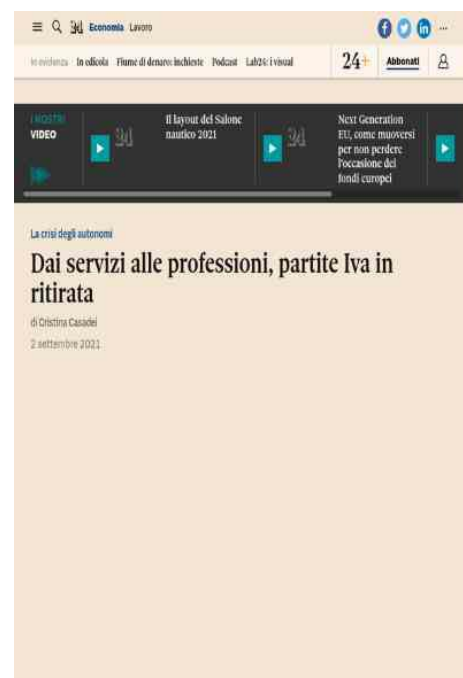 Economia Lavoro
In evidenza In edicola Fiume di denaro: inchieste Podcast Lab24: i visual 24+ Abbonati
I NOSTRI
VIDEO
Il layout del Salone
nautico 2021
Next Generation
EU, come muoversi
per non perdere
l'occasione dei
fondi europei
La crisi degli autonomi
Dai servizi alle professioni, partite Iva in
ritirata
di Cristina Casadei
2 settembre 2021